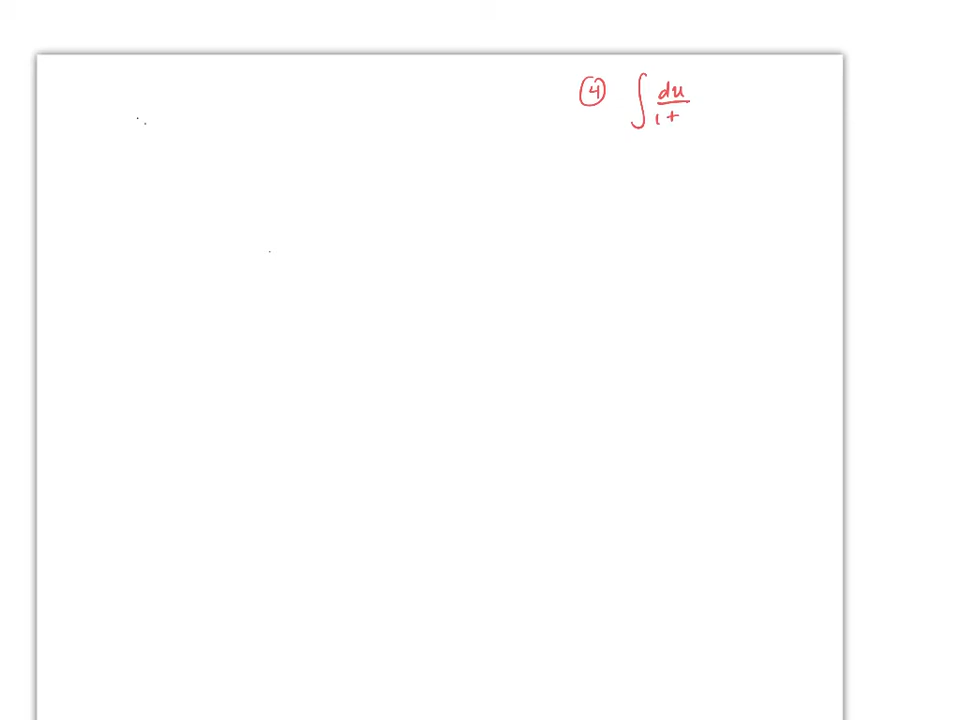 ④ ∫ du / 1+